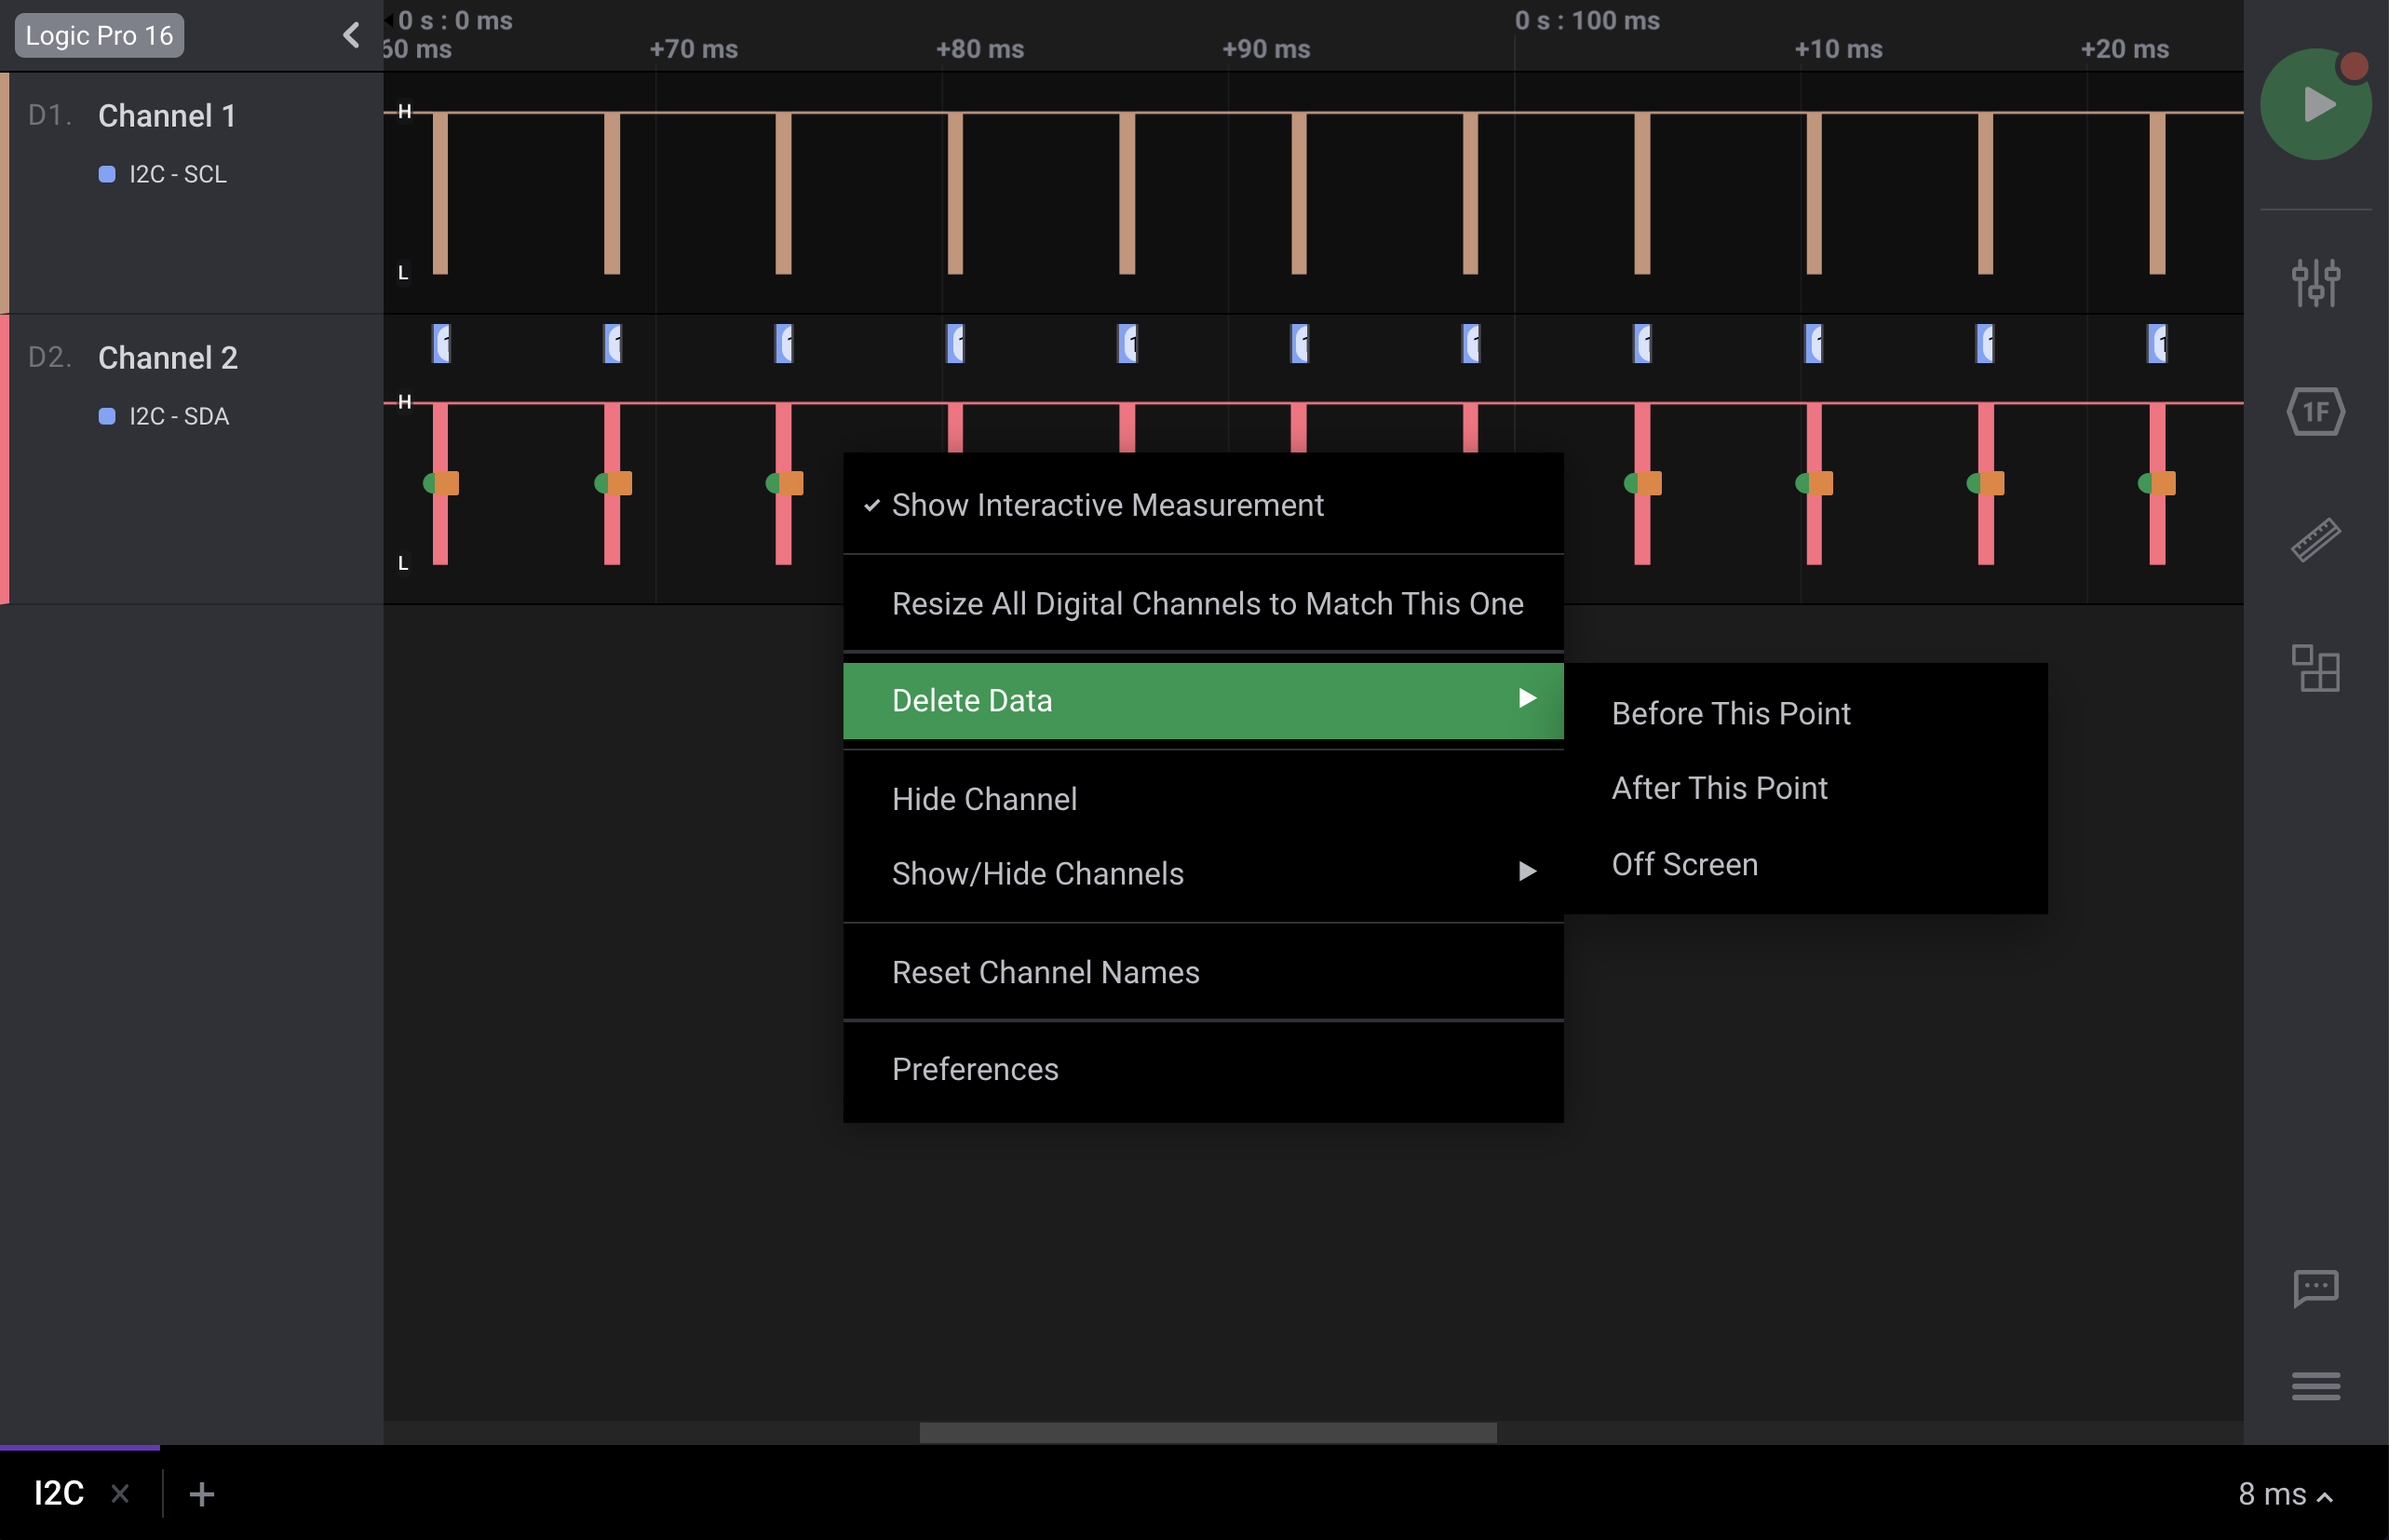 Logic Pro 16
0 s : 0 ms
0 s : 100 ms
60 ms
+70 ms
+80 ms
+90 ms
+10 ms
+20 ms
D1.
Channel 1
I2C - SCL
H
L
1F
D2.
Channel 2
I2C - SDA
H
L
Show Interactive Measurement
Resize All Digital Channels to Match This One
Delete Data
Before This Point
After This Point
Off Screen
Hide Channel
Show/Hide Channels
Reset Channel Names
Preferences
I2C
8 ms